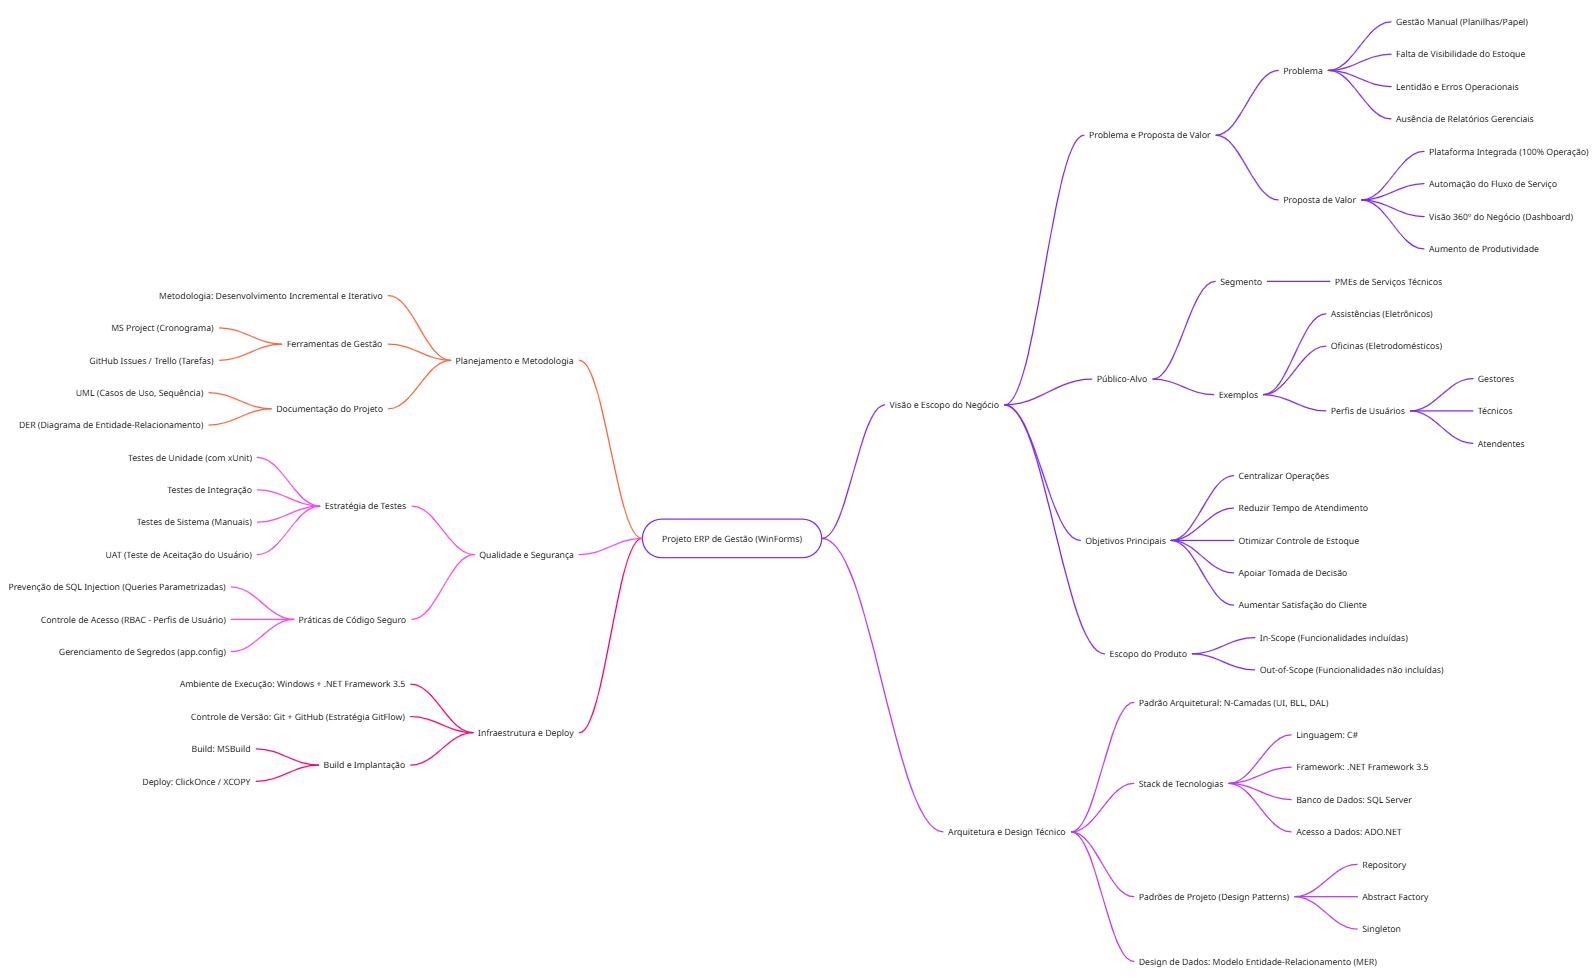 Projeto ERP de Gestão (WinForms)
Visão e Escopo do Negócio
Problema e Proposta de Valor
Problema
Gestão Manual (Planilhas/Papel)
Falta de Visibilidade do Estoque
Lentidão e Erros Operacionais
Ausência de Relatórios Gerenciais
Proposta de Valor
Plataforma Integrada (100% Operação)
Automação do Fluxo de Serviço
Visão 360º do Negócio (Dashboard)
Aumento de Produtividade
Público-Alvo
Segmento
PMEs de Serviços Técnicos
Exemplos
Assistências (Eletrônicos)
Oficinas (Eletrodomésticos)
Perfis de Usuários
Gestores
Técnicos
Atendentes
Objetivos Principais
Centralizar Operações
Reduzir Tempo de Atendimento
Otimizar Controle de Estoque
Apoiar Tomada de Decisão
Aumentar Satisfação do Cliente
Escopo do Produto
In-Scope (Funcionalidades incluídas)
Out-of-Scope (Funcionalidades não incluídas)
Arquitetura e Design Técnico
Padrão Arquitetural: N-Camadas (UI, BLL, DAL)
Stack de Tecnologias
Linguagem: C#
Framework: .NET Framework 3.5
Banco de Dados: SQL Server
Acesso a Dados: ADO.NET
Padrões de Projeto (Design Patterns)
Repository
Abstract Factory
Singleton
Design de Dados: Modelo Entidade-Relacionamento (MER)
Planejamento e Metodologia
Metodologia: Desenvolvimento Incremental e Iterativo
Ferramentas de Gestão
MS Project (Cronograma)
GitHub Issues / Trello (Tarefas)
Documentação do Projeto
UML (Casos de Uso, Sequência)
DER (Diagrama de Entidade-Relacionamento)
Qualidade e Segurança
Estratégia de Testes
Testes de Unidade (com xUnit)
Testes de Integração
Testes de Sistema (Manuais)
UAT (Teste de Aceitação do Usuário)
Práticas de Código Seguro
Prevenção de SQL Injection (Queries Parametrizadas)
Controle de Acesso (RBAC - Perfis de Usuário)
Gerenciamento de Segredos (app.config)
Infraestrutura e Deploy
Ambiente de Execução: Windows + .NET Framework 3.5
Controle de Versão: Git + GitHub (Estratégia GitFlow)
Build e Implantação
Build: MSBuild
Deploy: ClickOnce / XCOPY